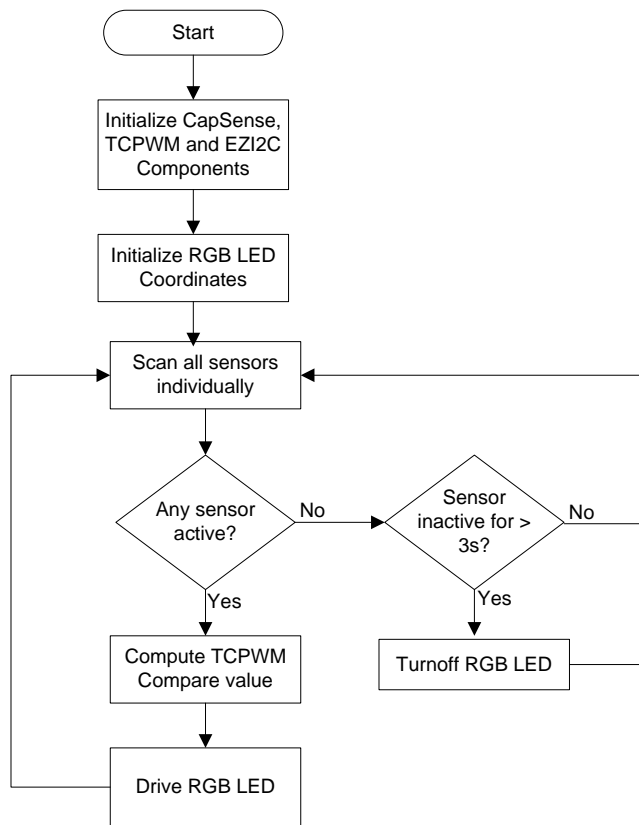 Start
Initialize CapSense,
TCPWM and EZI2C
Components
Initialize RGB LED
Coordinates
Scan all sensors
individually
Any sensor
active?
No
Sensor
inactive for >
3s?
No
Yes
Yes
Compute TCPWM
Compare value
Turnoff RGB LED
Drive RGB LED